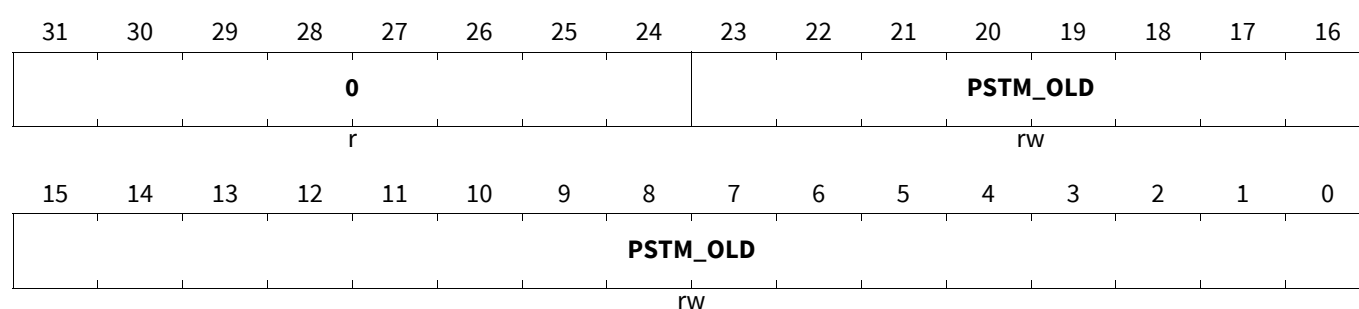 31 30 29 28 27 26 25 24 23 22 21 20 19 18 17 16
0 PSTM_OLD
r rw
15 14 13 12 11 10 9 8 7 6 5 4 3 2 1 0
PSTM_OLD
rw